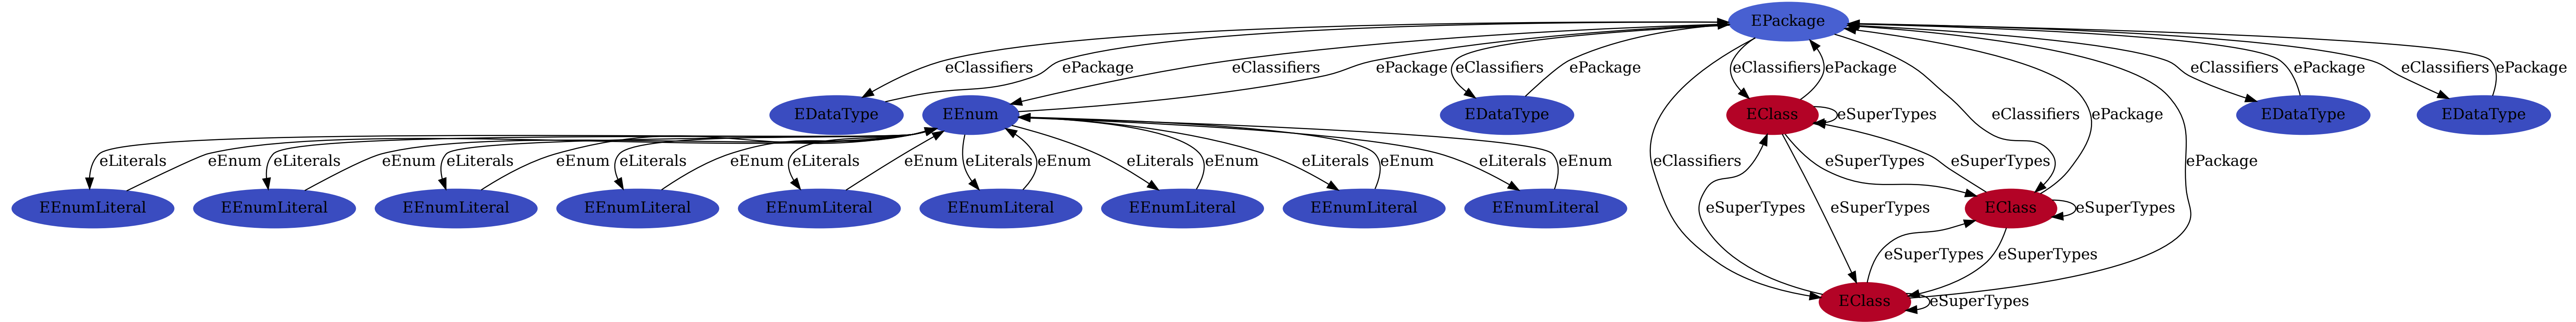 EPackage
eClassifiers ePackage eClassifiers ePackage eClassifiers ePackage eClassifiers ePackage eClassifiers ePackage eClassifiers ePackage
EDataType EEnum EDataType EClass eSuperTypes eClassifiers ePackage EDataType EDataType
eLiterals eEnum eLiterals eEnum eLiterals eEnum eLiterals eEnum eLiterals eEnum eLiterals eEnum eLiterals eEnum eLiterals eEnum eLiterals eEnum eClassifiers eSuperTypes eSuperTypes ePackage
EEnumLiteral EEnumLiteral EEnumLiteral EEnumLiteral EEnumLiteral EEnumLiteral EEnumLiteral EEnumLiteral EEnumLiteral eSuperTypes eSuperTypes EClass eSuperTypes
eSuperTypes eSuperTypes
EClass eSuperTypes